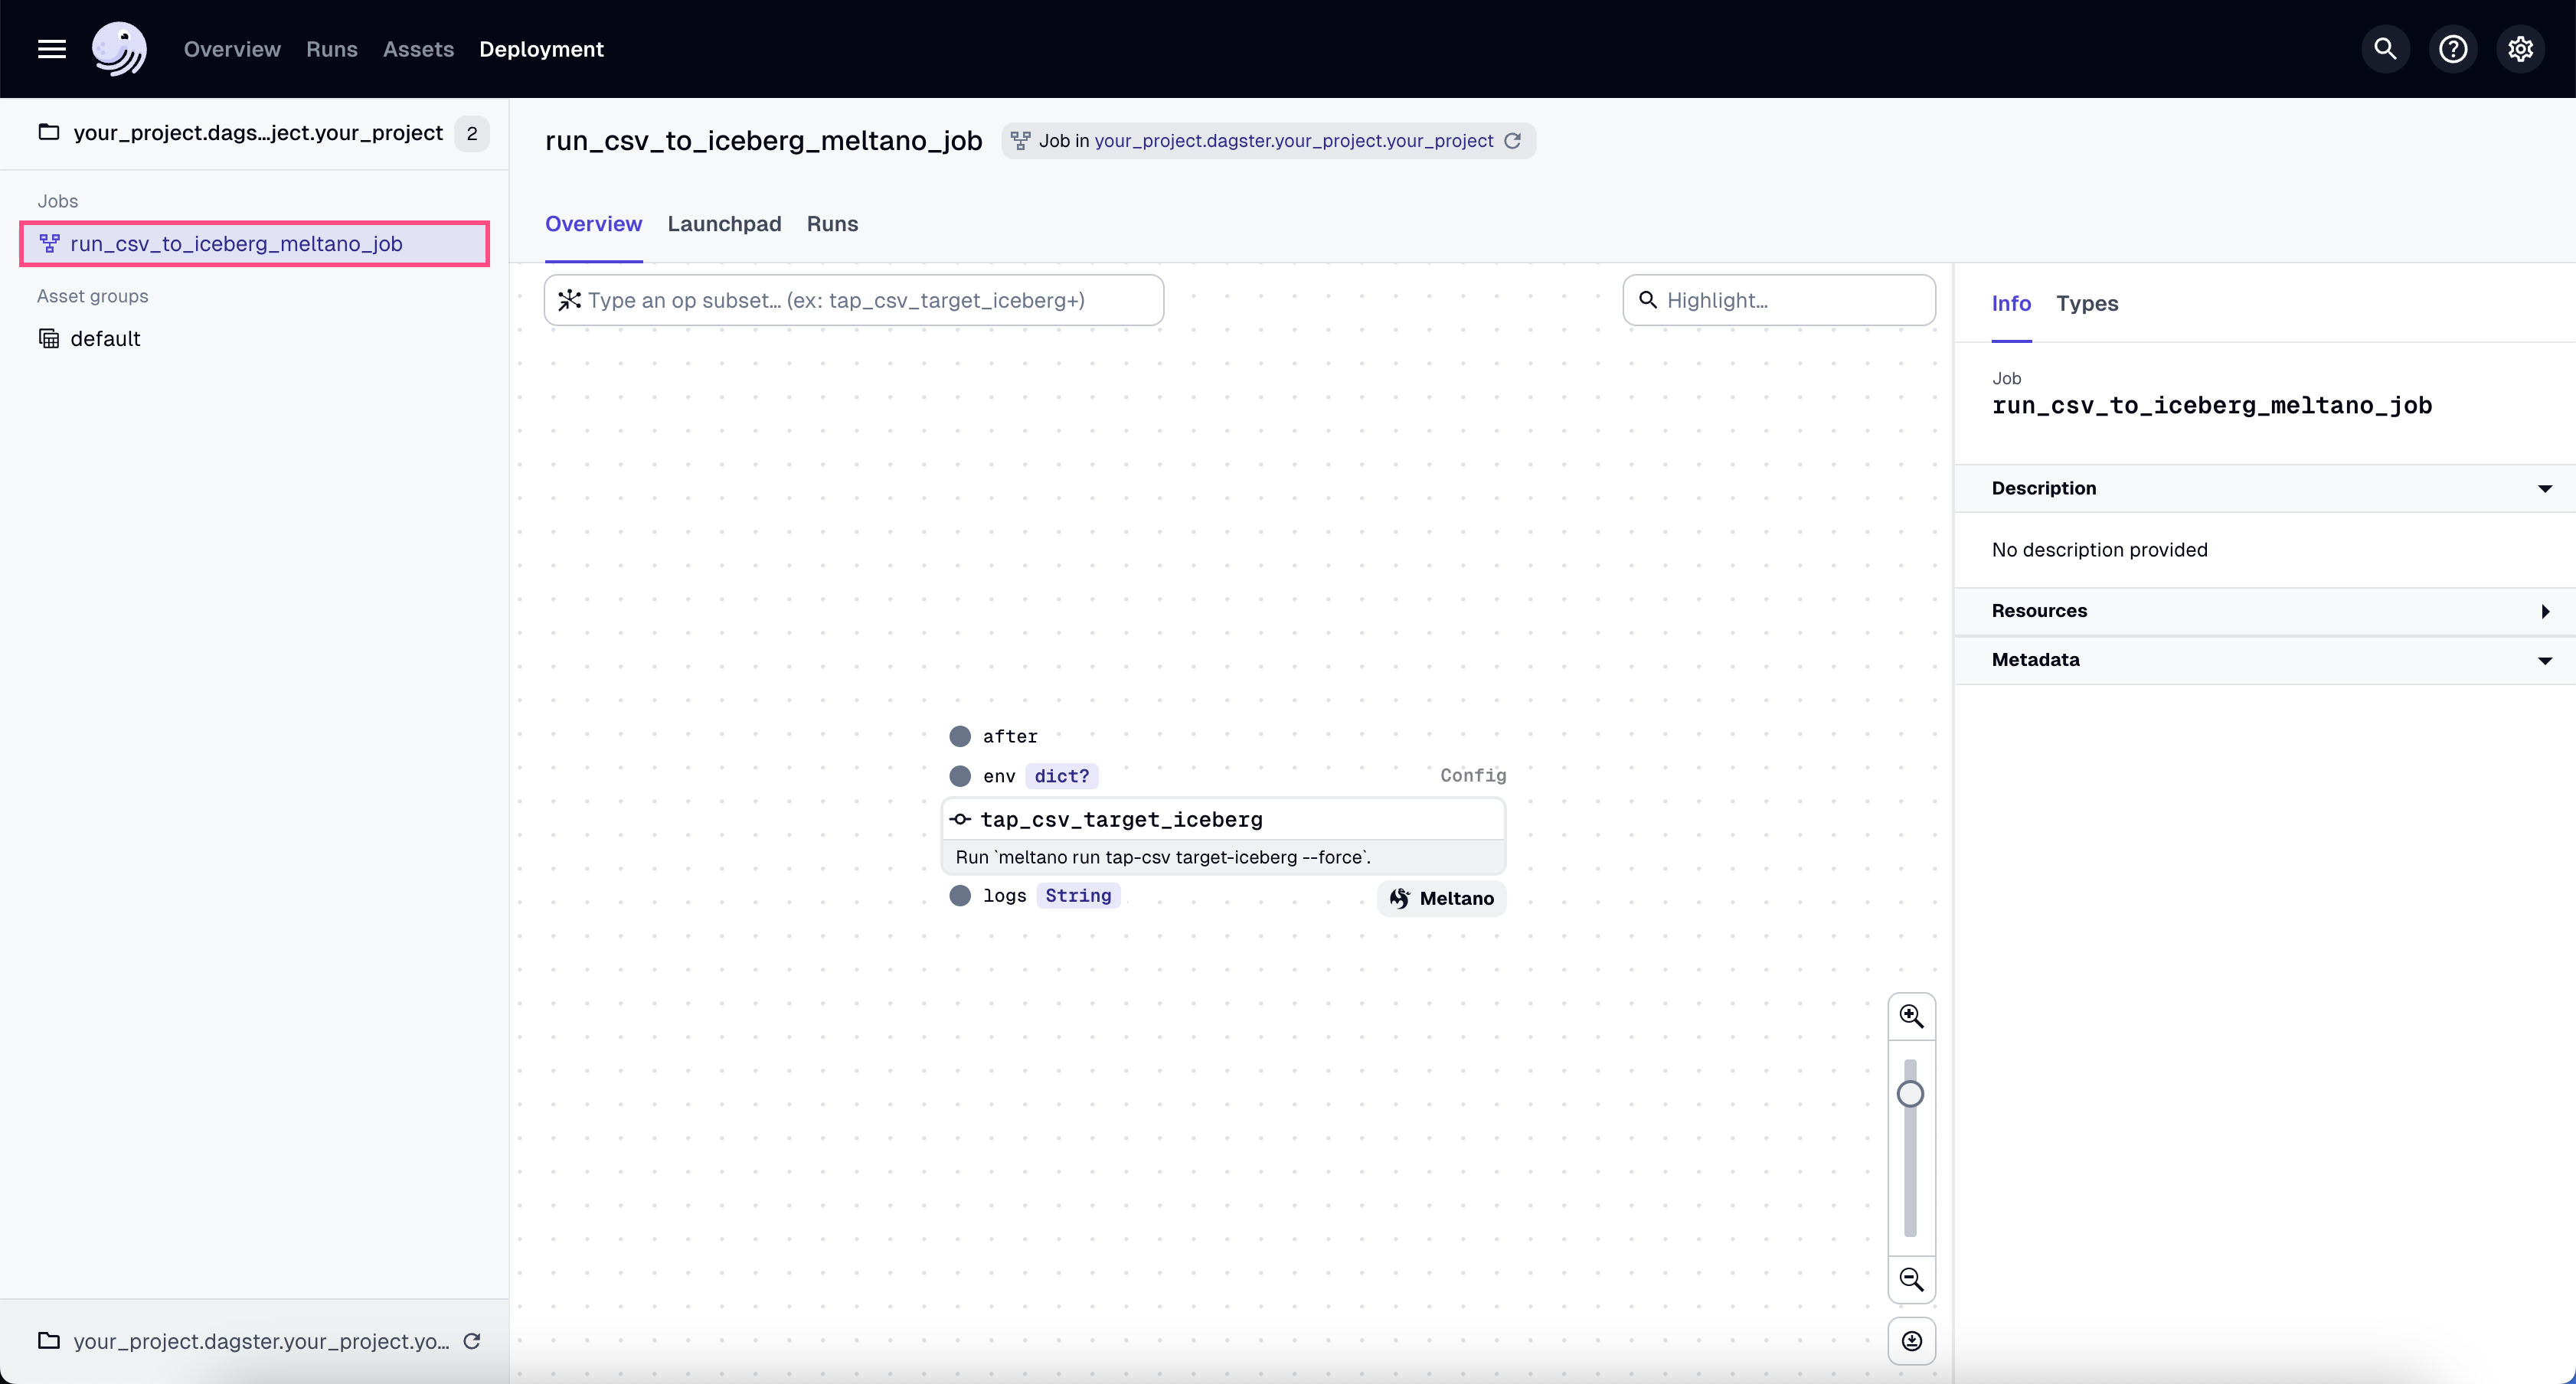 Overview Runs Assets Deployment
your_project.dags...ject.your_project 2
Jobs
run_csv_to_iceberg_meltano_job
Asset groups
default
your_project.dagster.your_project.yo...
run_csv_to_iceberg_meltano_job Job in your_project.dagster.your_project.your_project
Overview Launchpad Runs
Type an op subset... (ex: tap_csv_target_iceberg+) Highlight...
after
env dict? Config
tap_csv_target_iceberg
Run `meltano run tap-csv target-iceberg --force`.
logs String Meltano
Info Types
Job
run_csv_to_iceberg_meltano_job
Description
No description provided
Resources
Metadata